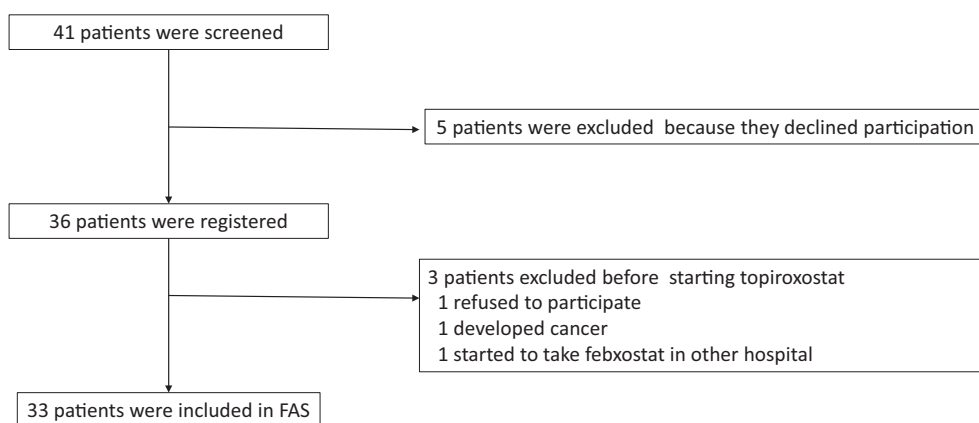 41 patients were screened
5 patients were excluded because they declined participation
36 patients were registered
3 patients excluded before starting topiroxostat
1 refused to participate
1 developed cancer
1 started to take febxostat in other hospital
33 patients were included in FAS